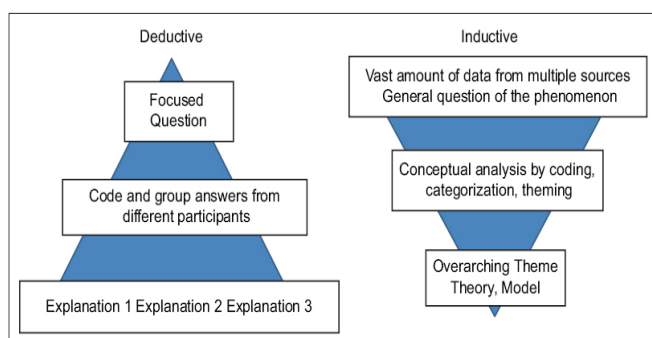 Deductive
Focused
Question
Code and group answers from
different participants
Explanation 1 Explanation 2 Explanation 3
Inductive
Vast amount of data from multiple sources
General question of the phenomenon
Conceptual analysis by coding,
categorization, theming
Overarching Theme
Theory, Model